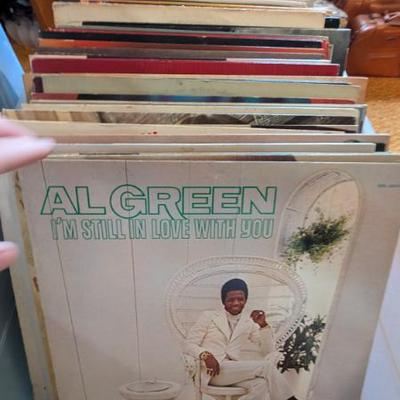 AL GREEN
I'M STILL IN LOVE WITH YOU